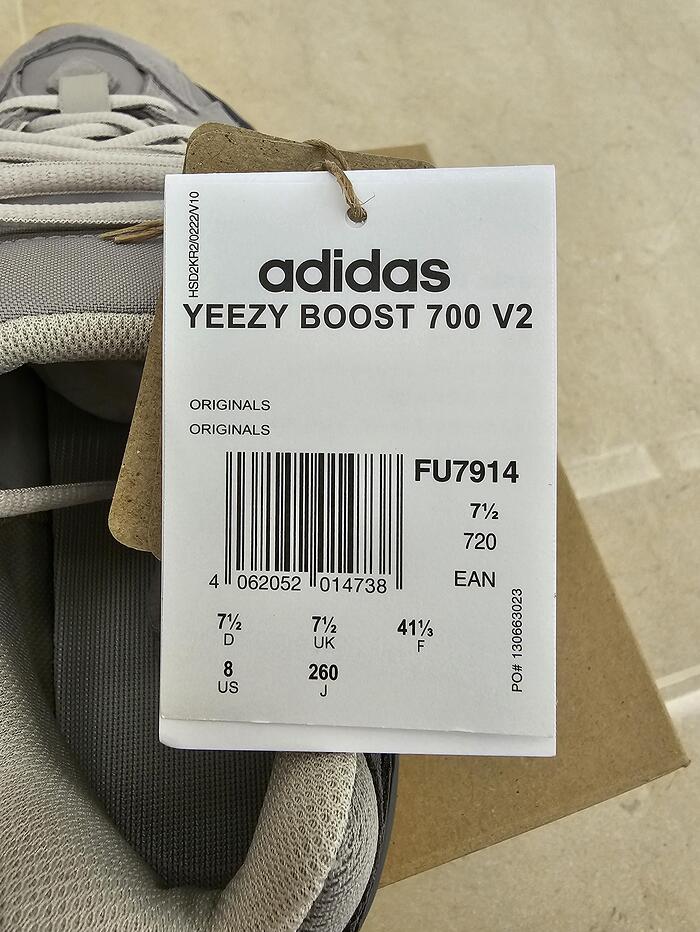 HSD2KR2/0222/V10
adidas
YEEZY BOOST 700 V2
ORIGINALS
ORIGINALS
FU7914
7½
720
EAN
4 062052 014738
7½ 7½ 41⅓
D UK F
8 260
US J
PO# 130663023